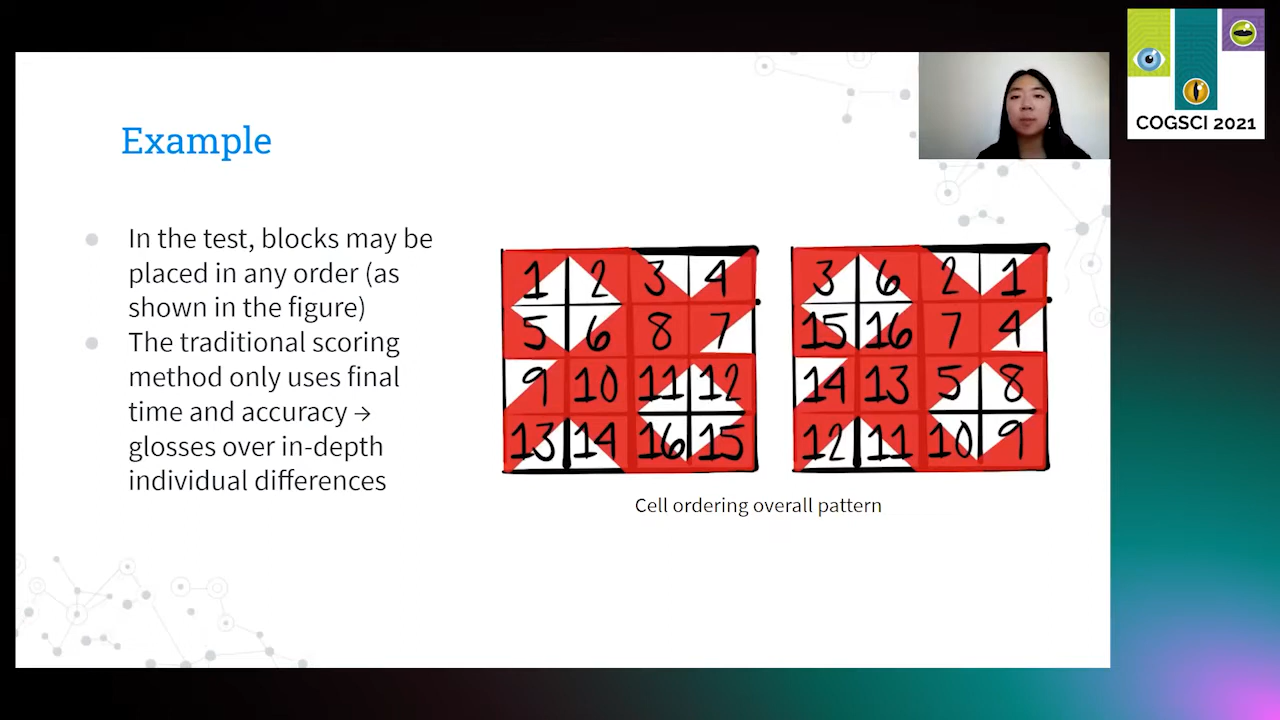 COGSCI 2021
Example
In the test, blocks may be
placed in any order (as
shown in the figure)
The traditional scoring
method only uses final
time and accuracy →
glosses over in-depth
individual differences
1 2 3 4
5 6 8 7
9 10 11 12
13 14 16 15
3 6 2 1
15 16 7 4
14 13 5 8
12 11 10 9
Cell ordering overall pattern